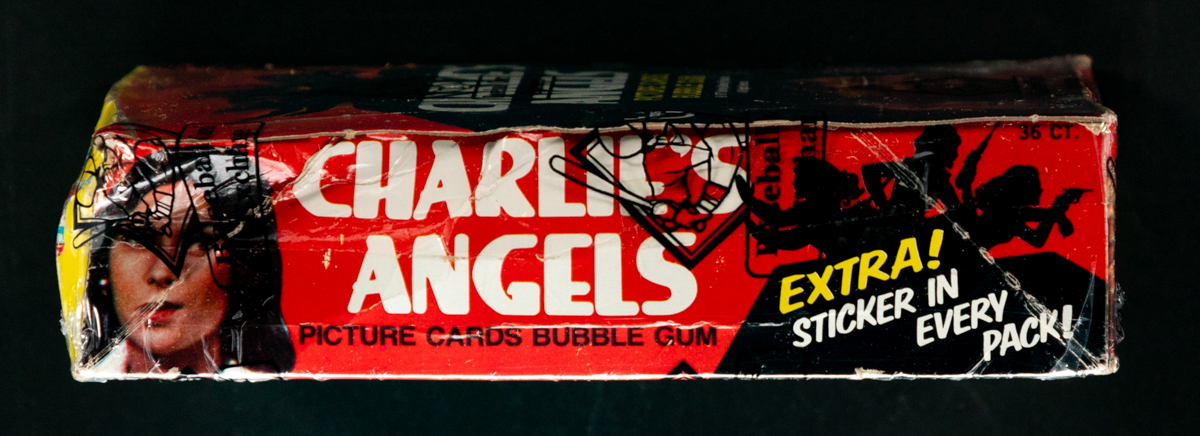 36 CT.
CHARLIE'S
ANGELS
PICTURE CARDS BUBBLE GUM
EXTRA!
STICKER IN
EVERY
PACK!